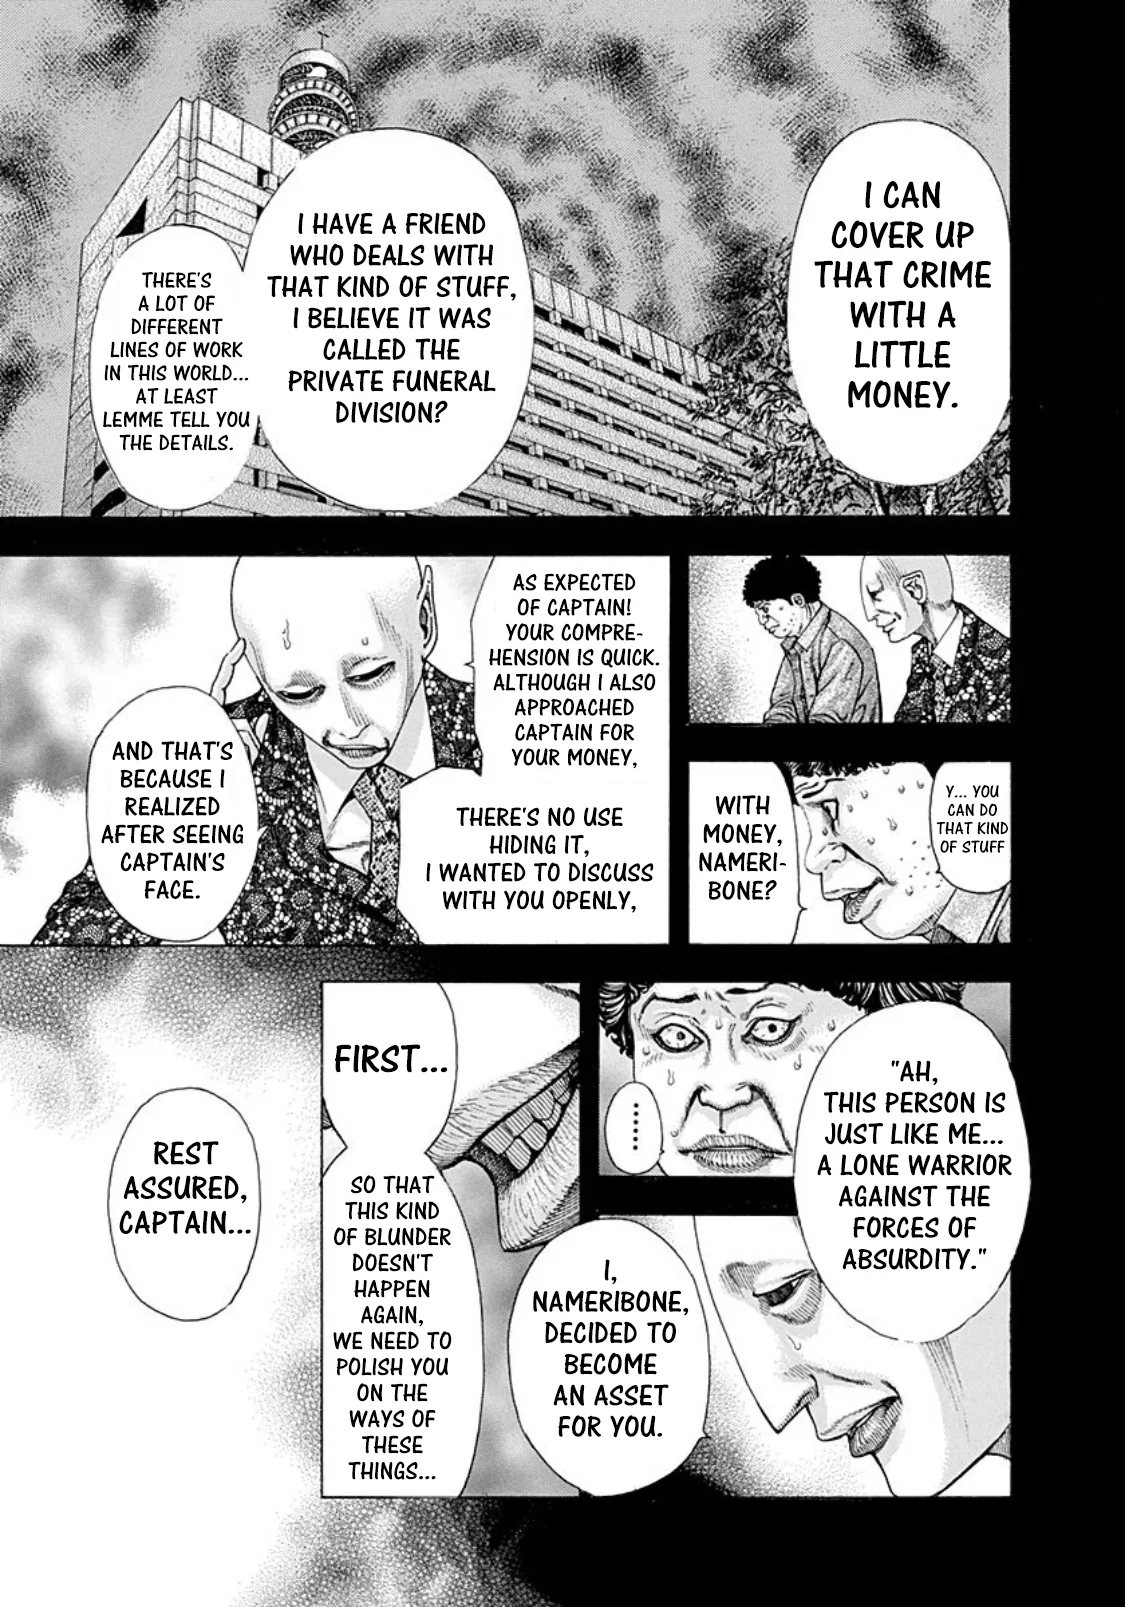 I CAN
COVER UP
THAT CRIME
WITH A
LITTLE
MONEY.
I HAVE A FRIEND
WHO DEALS WITH
THAT KIND OF STUFF,
I BELIEVE IT WAS
CALLED THE
PRIVATE FUNERAL
DIVISION?
THERE'S
A LOT OF
DIFFERENT
LINES OF WORK
IN THIS WORLD...
AT LEAST
LEMME TELL YOU
THE DETAILS.
Y... YOU
CAN DO
THAT KIND
OF STUFF
WITH
MONEY,
NAMERI-
BONE?
AS EXPECTED
OF CAPTAIN!
YOUR COMPRE-
HENSION IS QUICK.
ALTHOUGH I ALSO
APPROACHED
CAPTAIN FOR
YOUR MONEY,
THERE'S NO USE
HIDING IT,
I WANTED TO DISCUSS
WITH YOU OPENLY,
AND THAT'S
BECAUSE I
REALIZED
AFTER SEEING
CAPTAIN'S
FACE.
"AH,
THIS PERSON IS
JUST LIKE ME...
A LONE WARRIOR
AGAINST THE
FORCES OF
ABSURDITY."
......
I,
NAMERIBONE,
DECIDED TO
BECOME
AN ASSET
FOR YOU.
FIRST...
SO THAT
THIS KIND
OF BLUNDER
DOESN'T
HAPPEN
AGAIN,
WE NEED TO
POLISH YOU
ON THE
WAYS OF
THESE
THINGS...
REST
ASSURED,
CAPTAIN...